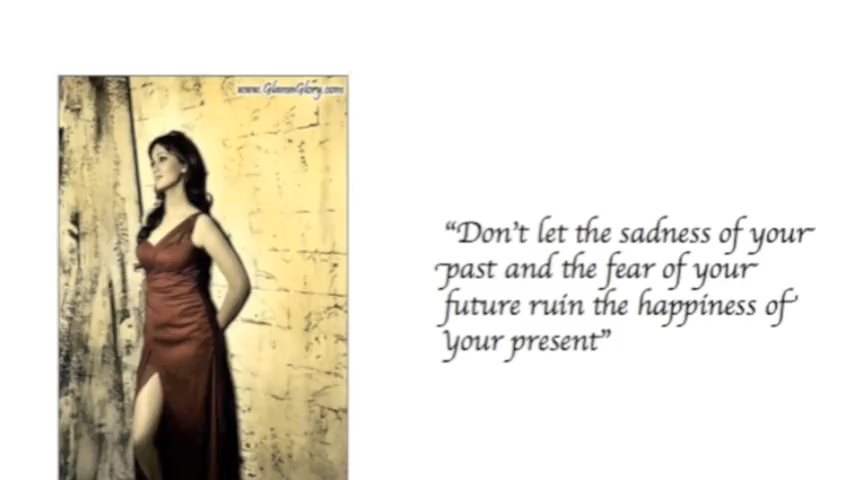 www.GlamGlory.com
“Don't let the sadness of your
past and the fear of your
future ruin the happiness of
your present”